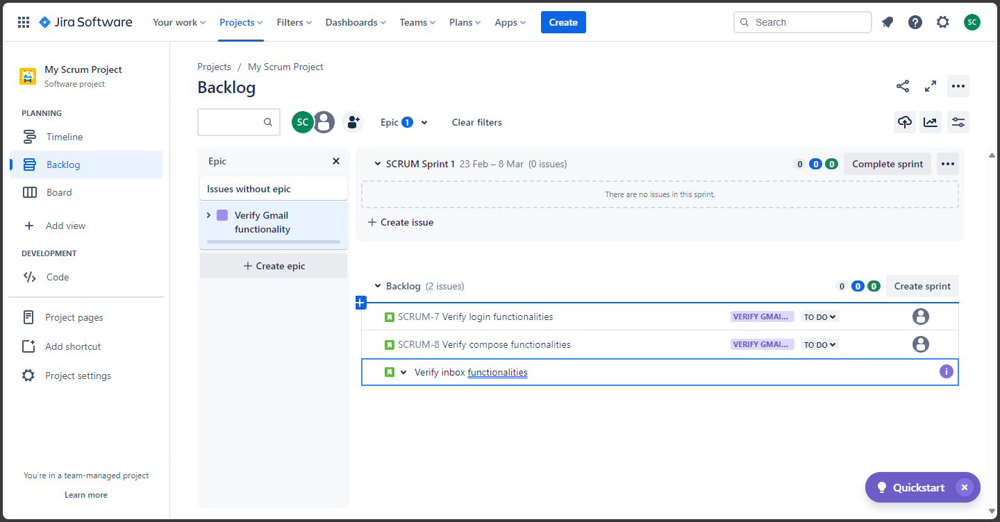 Jira Software Your work Projects Filters Dashboards Teams Plans Apps Create Search SC
My Scrum Project
Software project
PLANNING
Timeline
Backlog
Board
Add view
DEVELOPMENT
Code
Project pages
Add shortcut
Project settings
You're in a team-managed project
Learn more
Projects / My Scrum Project
Backlog
SC Epic 1 Clear filters
Epic
Issues without epic
Verify Gmail
functionality
+ Create epic
SCRUM Sprint 1 23 Feb – 8 Mar (0 issues) 0 0 0 Complete sprint
There are no issues in this sprint.
+ Create issue
Backlog (2 issues) 0 0 0 Create sprint
SCRUM-7 Verify login functionalities VERIFY GMAI... TO DO
SCRUM-8 Verify compose functionalities VERIFY GMAI... TO DO
Verify inbox functionalities
Quickstart